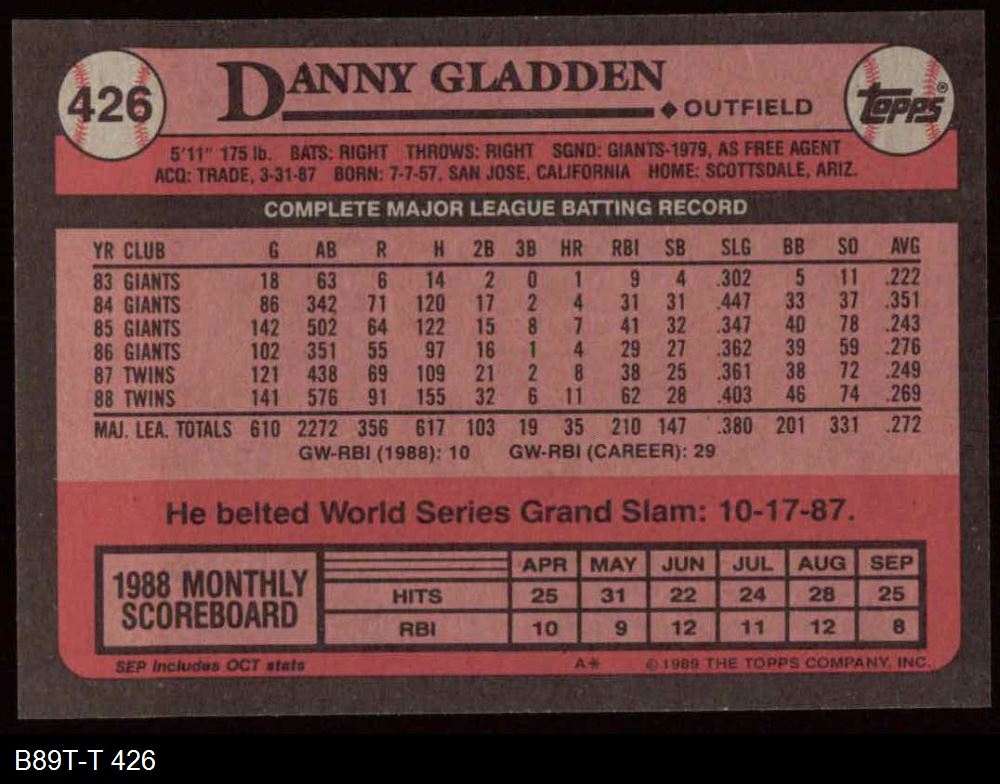 426
DANNY GLADDEN
◆ OUTFIELD
topps®
5'11" 175 lb. BATS: RIGHT THROWS: RIGHT SGND: GIANTS-1979, AS FREE AGENT
ACQ: TRADE, 3-31-87 BORN: 7-7-57, SAN JOSE, CALIFORNIA HOME: SCOTTSDALE, ARIZ.
COMPLETE MAJOR LEAGUE BATTING RECORD
YR CLUB G AB R H 2B 3B HR RBI SB SLG BB SO AVG
83 GIANTS 18 63 6 14 2 0 1 9 4 .302 5 11 .222
84 GIANTS 86 342 71 120 17 2 4 31 31 .447 33 37 .351
85 GIANTS 142 502 64 122 15 8 7 41 32 .347 40 78 .243
86 GIANTS 102 351 55 97 16 1 4 29 27 .362 39 59 .276
87 TWINS 121 438 69 109 21 2 8 38 25 .361 38 72 .249
88 TWINS 141 576 91 155 32 6 11 62 28 .403 46 74 .269
MAJ. LEA. TOTALS 610 2272 356 617 103 19 35 210 147 .380 201 331 .272
GW-RBI (1988): 10 GW-RBI (CAREER): 29
He belted World Series Grand Slam: 10-17-87.
1988 MONTHLY
SCOREBOARD
APR MAY JUN JUL AUG SEP
HITS 25 31 22 24 28 25
RBI 10 9 12 11 12 8
SEP Includes OCT stats
A* © 1989 THE TOPPS COMPANY, INC.
B89T-T 426